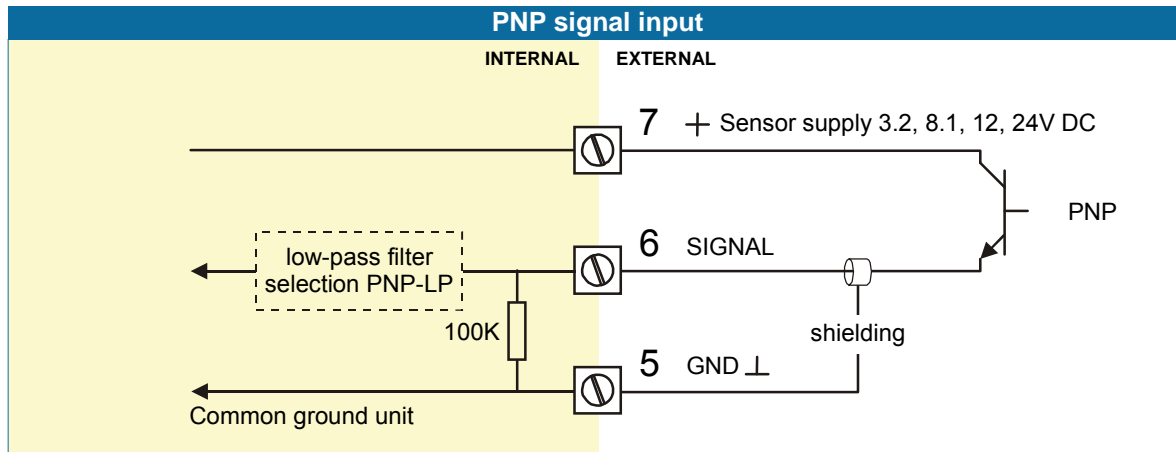 PNP signal input
INTERNAL EXTERNAL
7 + Sensor supply 3.2, 8.1, 12, 24V DC
PNP
6 SIGNAL
low-pass filter
selection PNP-LP
100K
shielding
5 GND ⊥
Common ground unit